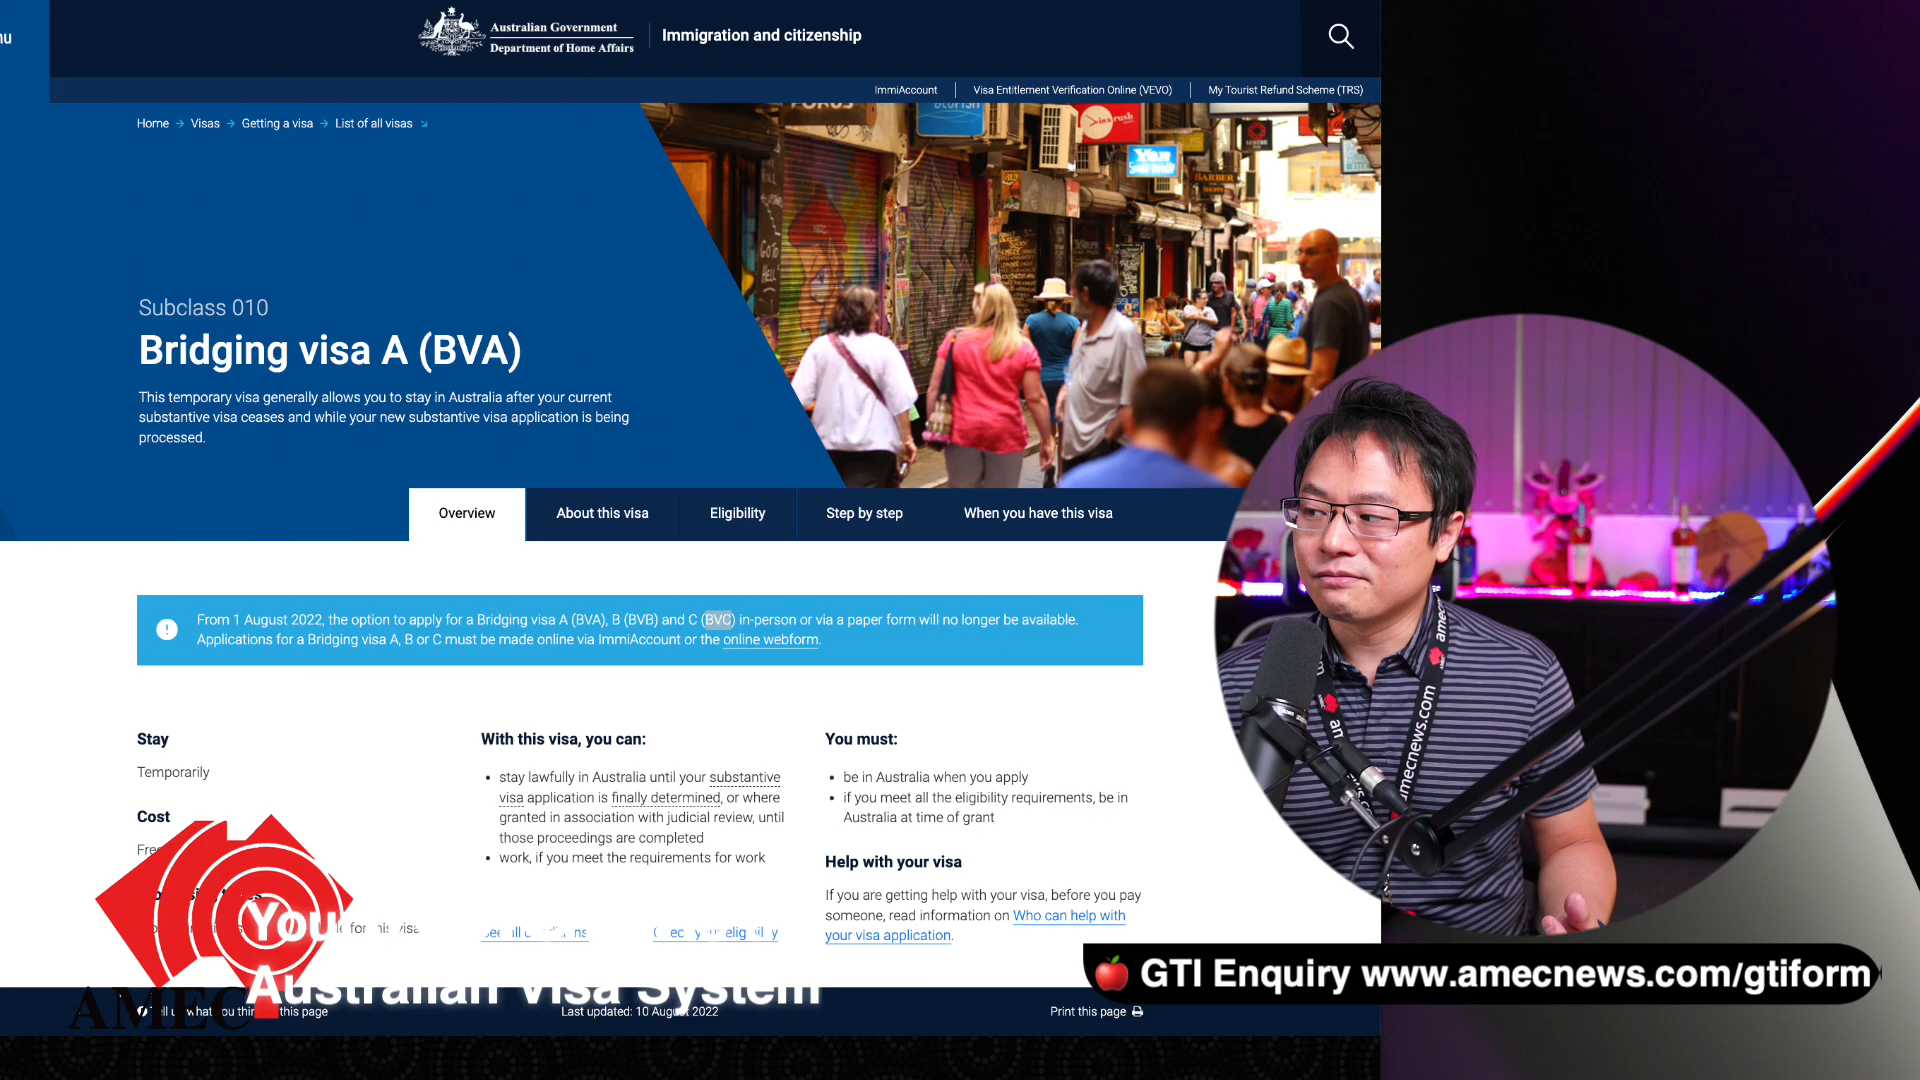 Australian Government
Department of Home Affairs
Immigration and citizenship
ImmiAccount
Visa Entitlement Verification Online (VEVO)
My Tourist Refund Scheme (TRS)
Home
Visas
Getting a visa
List of all visas
Subclass 010
Bridging visa A (BVA)
This temporary visa generally allows you to stay in Australia after your current
substantive visa ceases and while your new substantive visa application is being
processed.
Overview
About this visa
Eligibility
Step by step
When you have this visa
From 1 August 2022, the option to apply for a Bridging visa A (BVA), B (BVB) and C (BVC) in-person or via a paper form will no longer be available.
Applications for a Bridging visa A, B or C must be made online via ImmiAccount or the online webform.
Stay
Temporarily
Cost
With this visa, you can:
• stay lawfully in Australia until your substantive
visa application is finally determined, or where
granted in association with judicial review, until
those proceedings are completed
• work, if you meet the requirements for work
You must:
• be in Australia when you apply
• if you meet all the eligibility requirements, be in
Australia at time of grant
Help with your visa
If you are getting help with your visa, before you pay
someone, read information on Who can help with
your visa application.
You
Australian Visa System
AMEC
this page
Last updated: 10 August 2022
Print this page
🍎 GTI Enquiry www.amecnews.com/gtiform
amecnews.com
BARBER